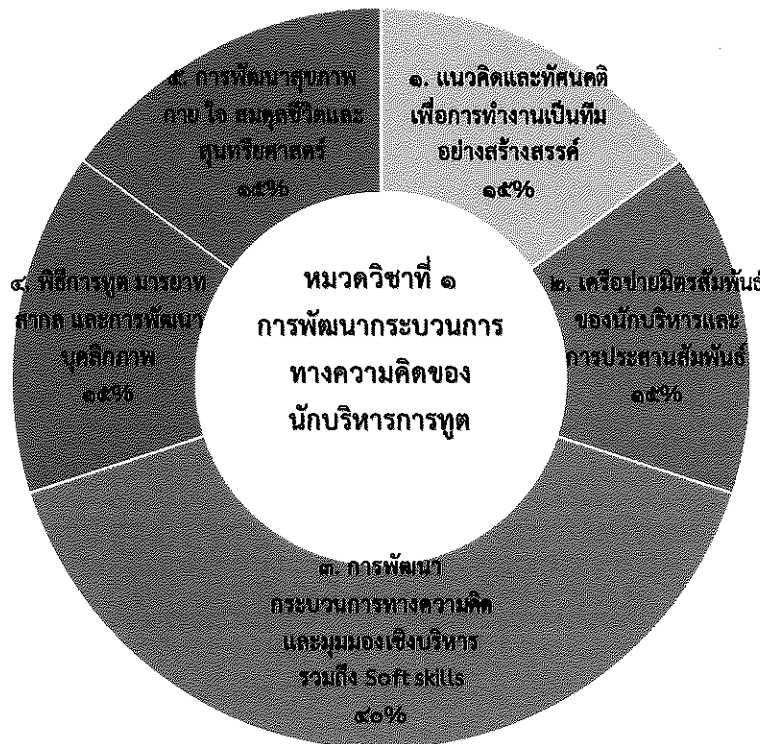 หมวดวิชาที่ ๑
การพัฒนากระบวนการ
ทางความคิดของ
นักบริหารการทูต
๑. แนวคิดและทัศนคติ
เพื่อการทำงานเป็นทีม
อย่างสร้างสรรค์
๑๕%
๒. เครือข่ายมิตรสัมพันธ์
ของนักบริหารและ
การประสานสัมพันธ์
๑๕%
๓. การพัฒนา
กระบวนการทางความคิด
และมุมมองเชิงบริหาร
รวมถึง Soft skills
๔๐%
๔. พิธีการทูต มารยาท
สากล และการพัฒนา
บุคลิกภาพ
๑๕%
๕. การพัฒนาสุขภาพ
กาย ใจ สมดุลชีวิตและ
สุนทรียศาสตร์
๑๕%